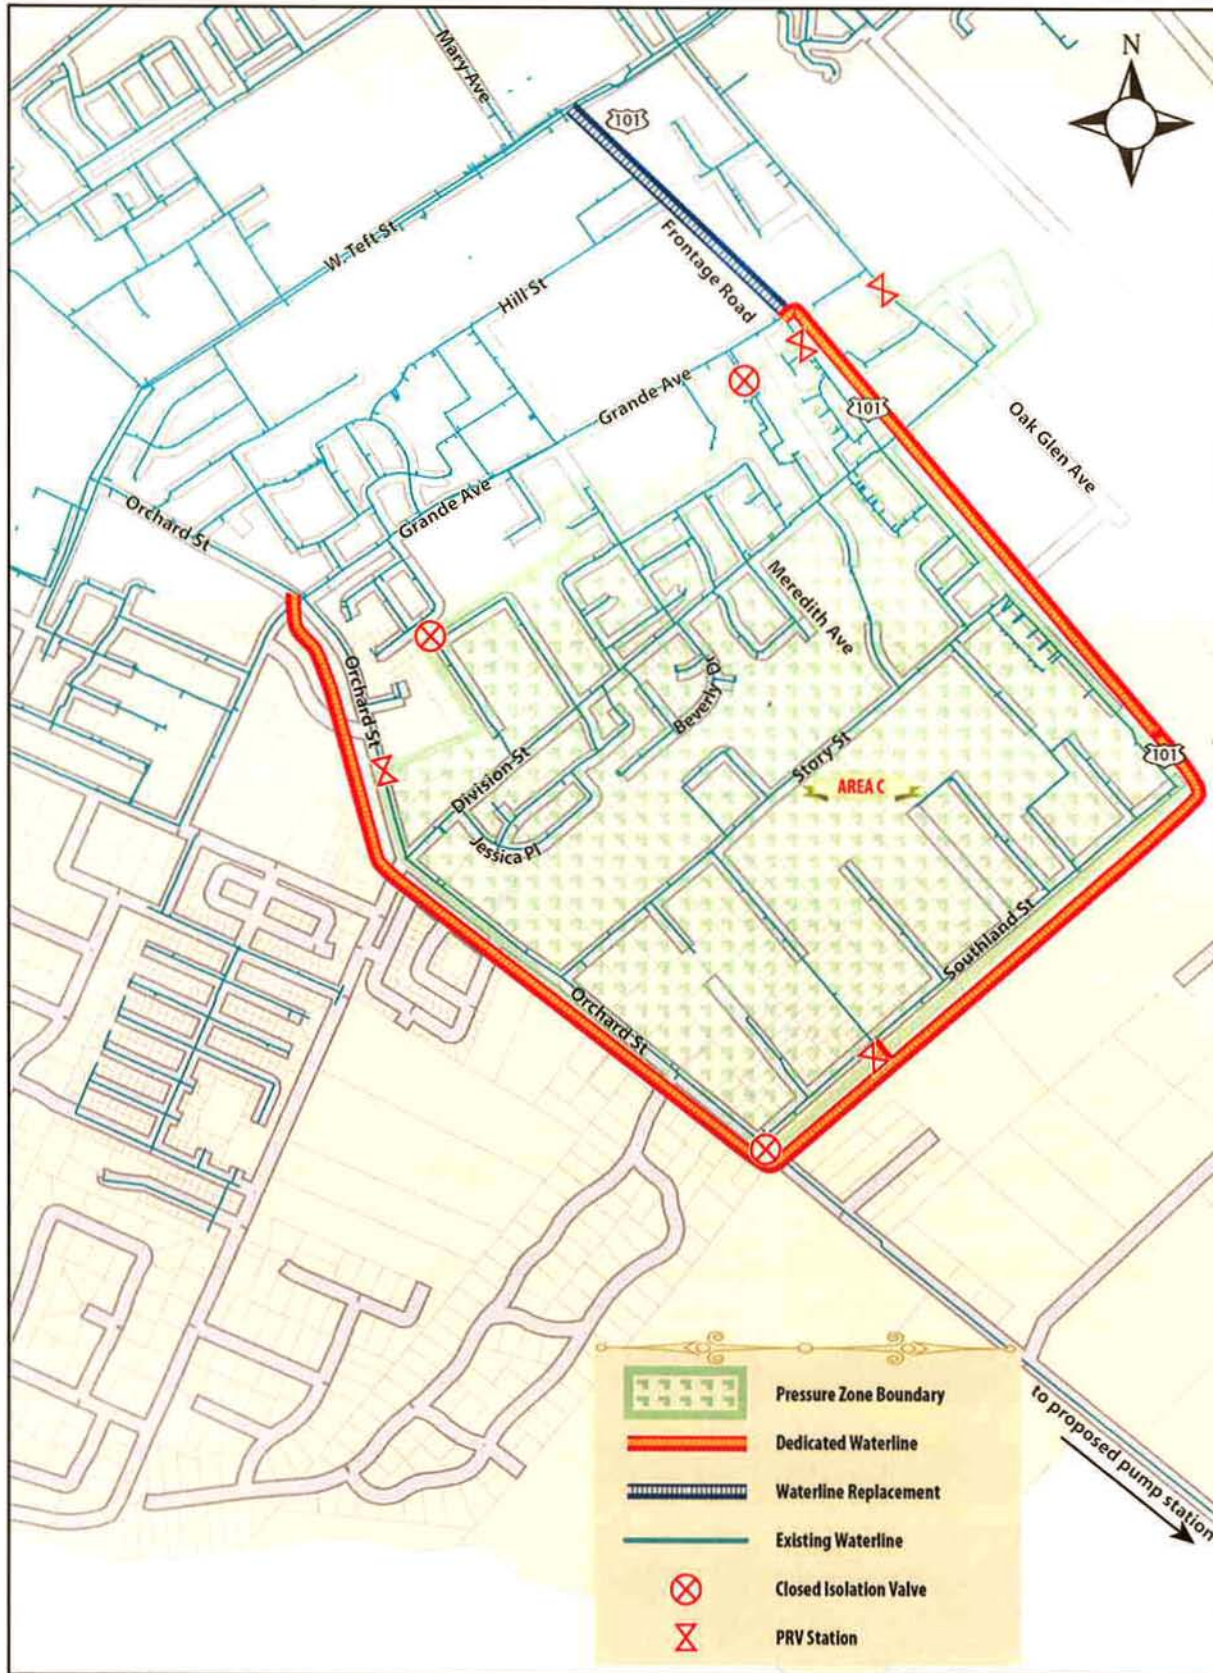 N
Mary Ave
101
W. Teft St
Frontage Road
Hill St
Grande Ave
101
Oak Glen Ave
Orchard St
Grande Ave
Meredith Ave
Orchard St
Beverly
Division St
Story St
101
AREA C
Jessica Pl
Southland St
Orchard St
to proposed pump station
Pressure Zone Boundary
Dedicated Waterline
Waterline Replacement
Existing Waterline
Closed Isolation Valve
PRV Station